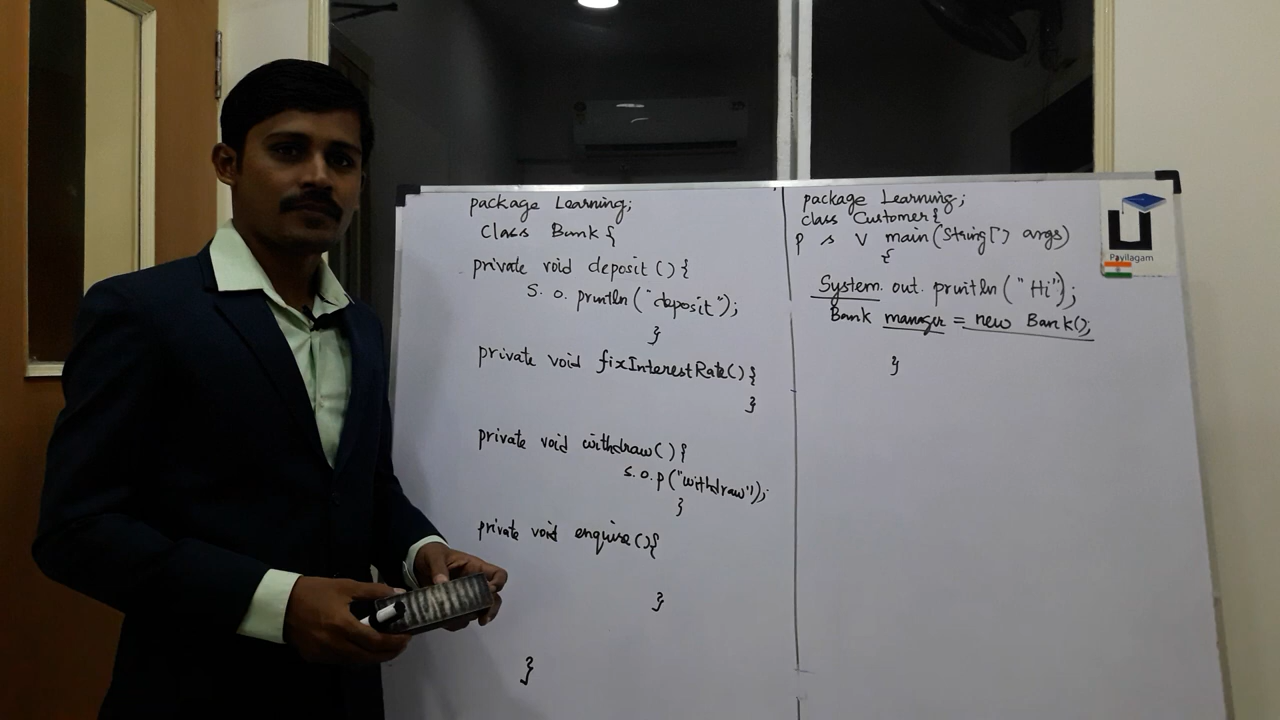 package Learning;
Class Bank {
private void deposit () {
S. o. println ("deposit");
}
private void fixInterestRate() {
}
private void withdraw() {
s. o. p ("withdraw");
}
private void enquire () {
}
}
package Learning;
class Customer {
p s v main (String[] args)
{
System. out. println ("Hi");
Bank manager = new Bank();
}
Payilagam